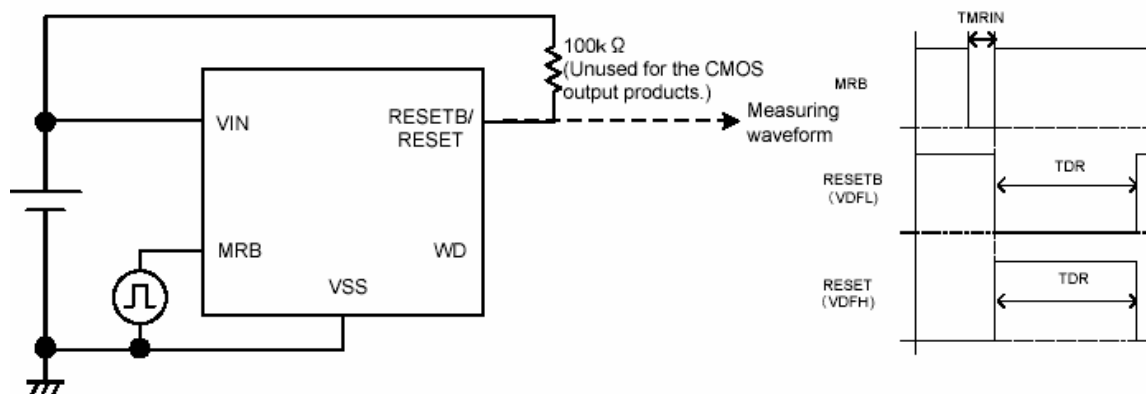 100k Ω
(Unused for the CMOS
output products.)
VIN
RESETB/
RESET
Measuring
waveform
MRB
WD
VSS
TMRIN
MRB
RESETB
(VDFL)
TDR
RESET
(VDFH)
TDR